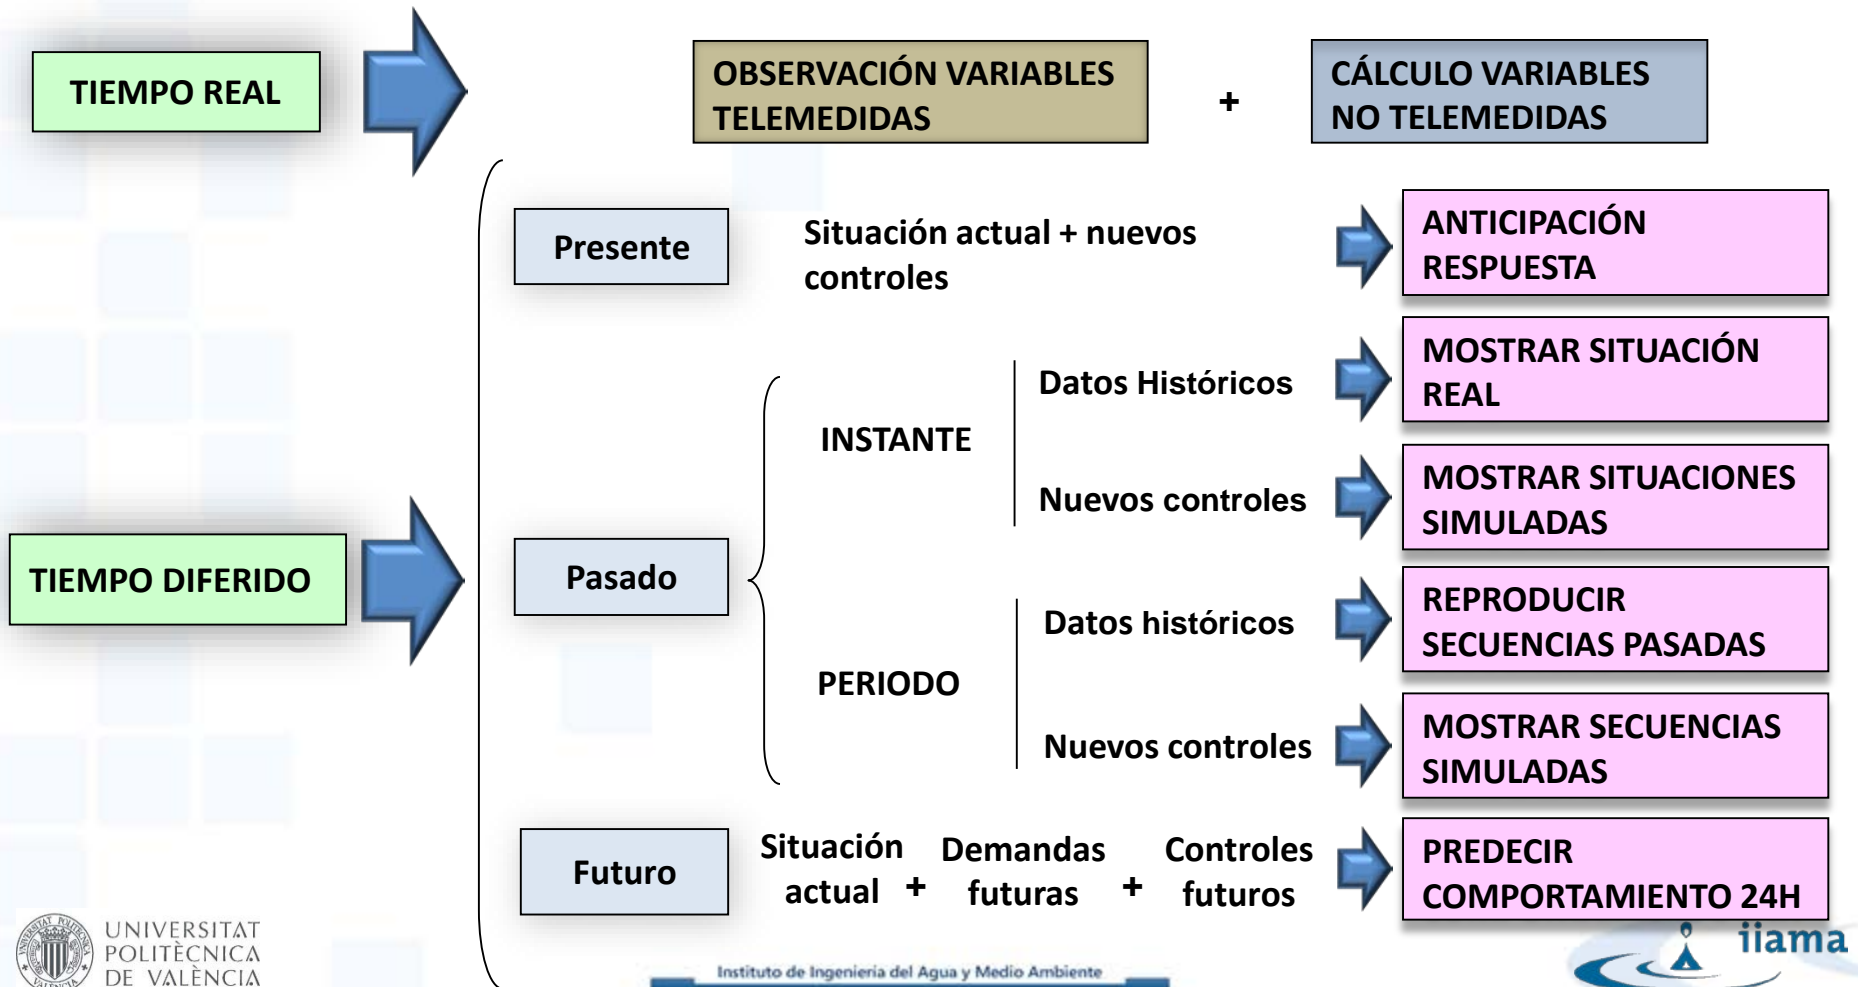 TIEMPO REAL
OBSERVACIÓN VARIABLES
TELEMEDIDAS
+
CÁLCULO VARIABLES
NO TELEMEDIDAS
Presente
Situación actual + nuevos
controles
ANTICIPACIÓN
RESPUESTA
TIEMPO DIFERIDO
Pasado
INSTANTE
Datos Históricos
MOSTRAR SITUACIÓN
REAL
Nuevos controles
MOSTRAR SITUACIONES
SIMULADAS
PERIODO
Datos históricos
REPRODUCIR
SECUENCIAS PASADAS
Nuevos controles
MOSTRAR SECUENCIAS
SIMULADAS
Futuro
Situación
actual
+
Demandas
futuras
+
Controles
futuros
PREDECIR
COMPORTAMIENTO 24H
UNIVERSITAT
POLITÈCNICA
DE VALÈNCIA
Instituto de Ingeniería del Agua y Medio Ambiente
iiama